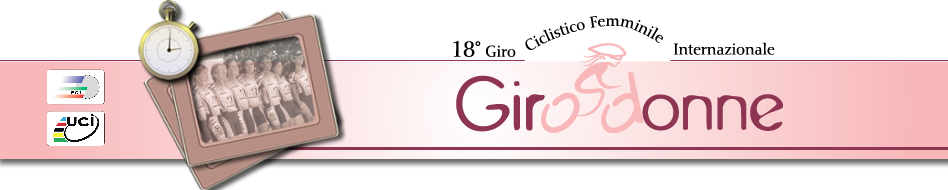 18° Giro Ciclistico Femminile Internazionale
Girodonne
FCI
UCI